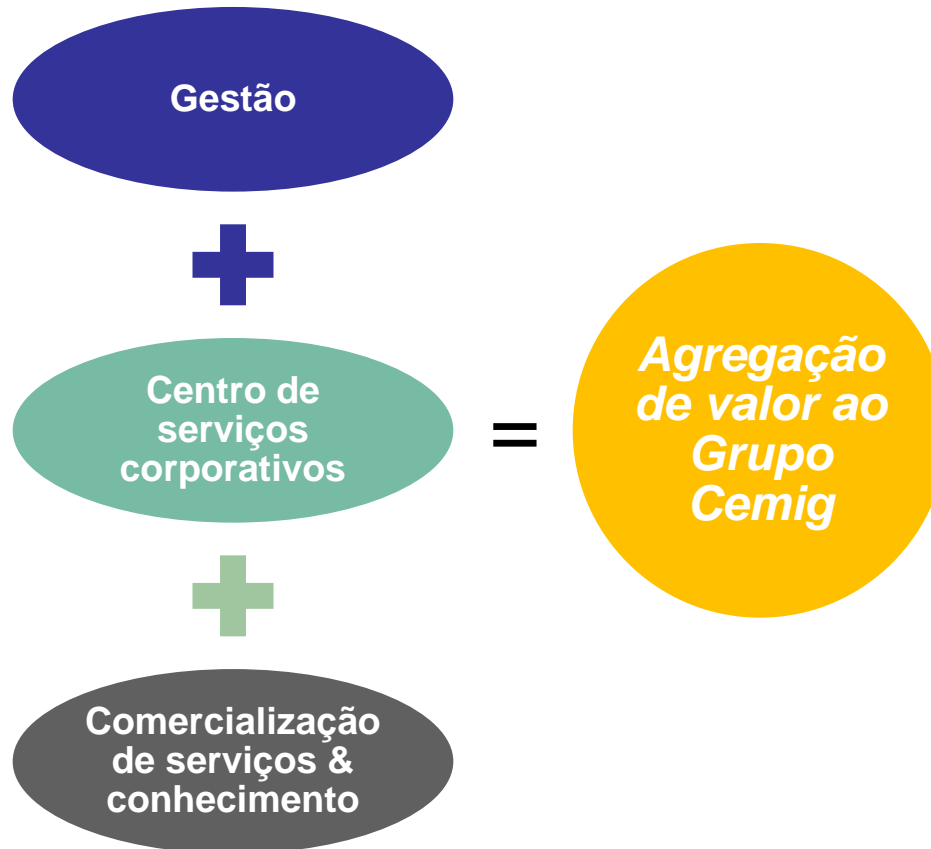 Gestão
Centro de
serviços
corporativos
=
Agregação
de valor ao
Grupo
Cemig
Comercialização
de serviços &
conhecimento